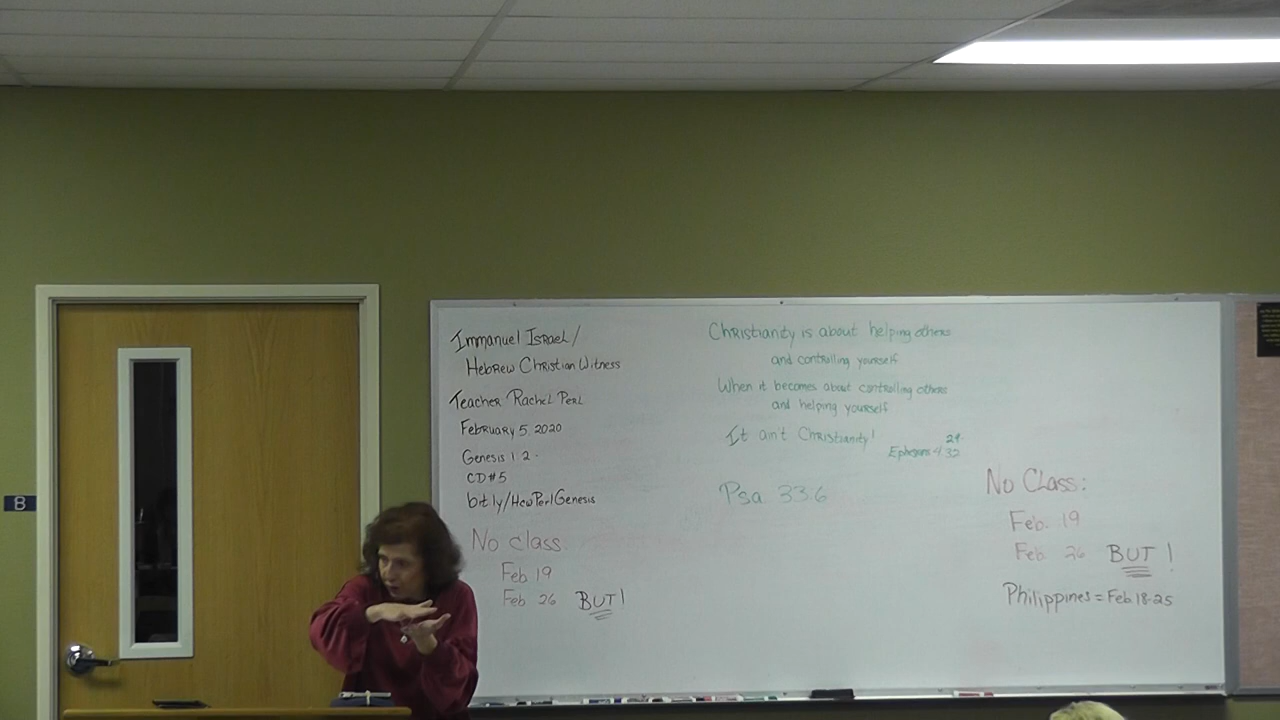 B
Immanuel Israel/
Hebrew Christian Witness
Teacher Rachel Perl
February 5, 2020
Genesis 1 2
CD#5
bit.ly/HcwPerlGenesis
No class
Feb 19
Feb 26 BUT!
Christianity is about helping others
and controlling yourself
When it becomes about controlling others
and helping yourself
It ain't Christianity!
Ephesians 4 32
Psa 33:6
No Class:
Feb. 19
Feb 26 BUT!
Philippines = Feb 18-25